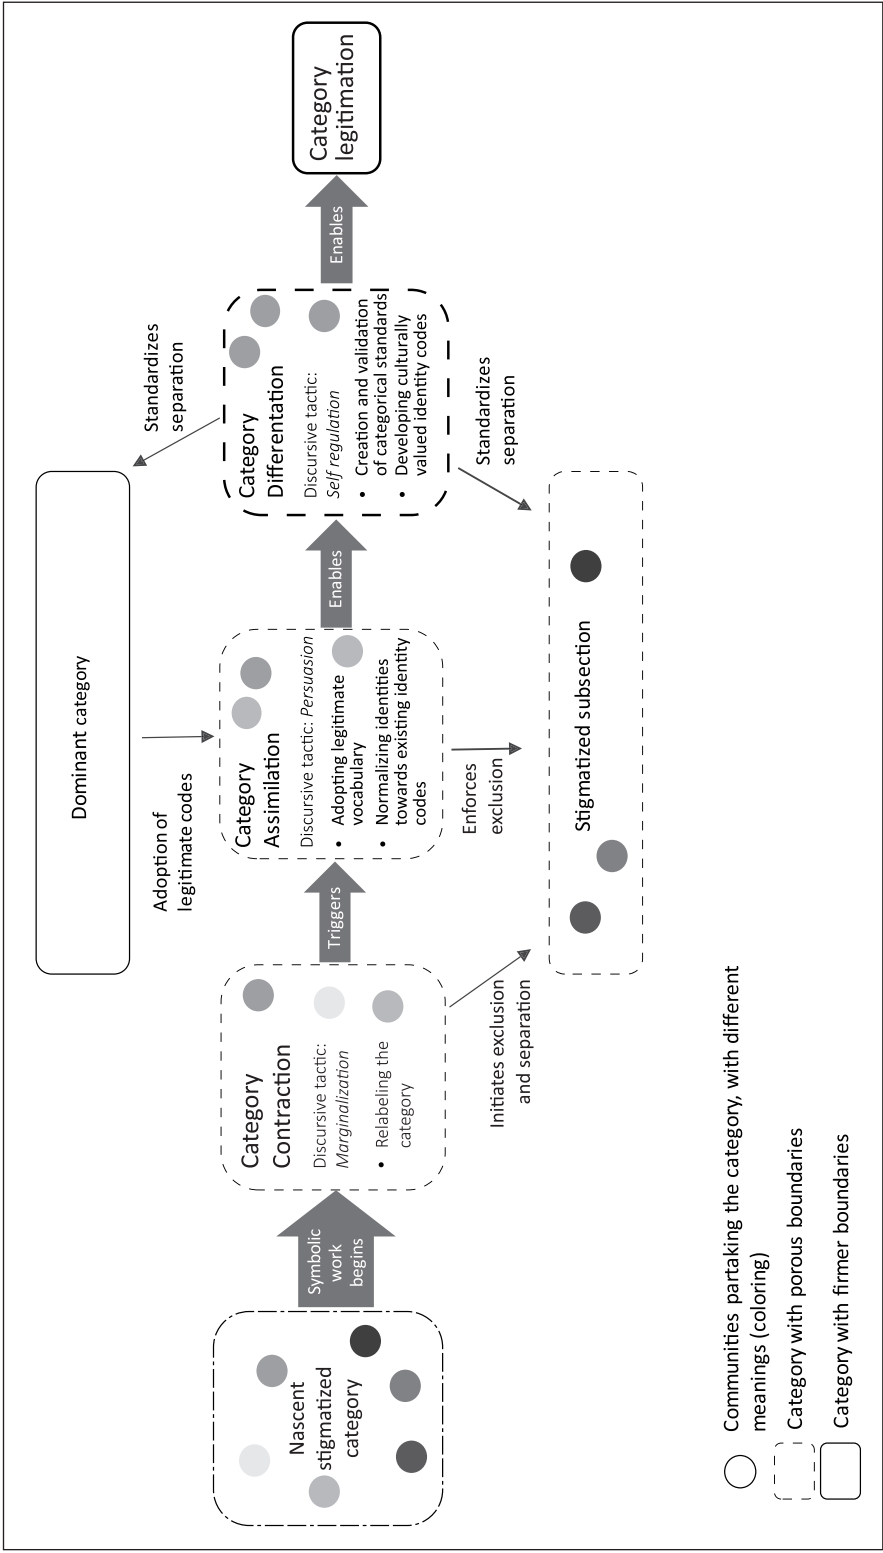 Dominant category
Adoption of
legitimate codes
Standardizes
separation
Nascent
stigmatized
category
Symbolic
work
begins
Category
Contraction
Discursive tactic:
Marginalization
• Relabeling the
category
Triggers
Category
Assimilation
Discursive tactic: Persuasion
• Adopting legitimate
vocabulary
• Normalizing identities
towards existing identity
codes
Enables
Category
Differentation
Discursive tactic:
Self regulation
• Creation and validation
of categorical standards
• Developing culturally
valued identity codes
Enables
Category
legitimation
Initiates exclusion
and separation
Enforces
exclusion
Standardizes
separation
Stigmatized subsection
Communities partaking the category, with different
meanings (coloring)
Category with porous boundaries
Category with firmer boundaries